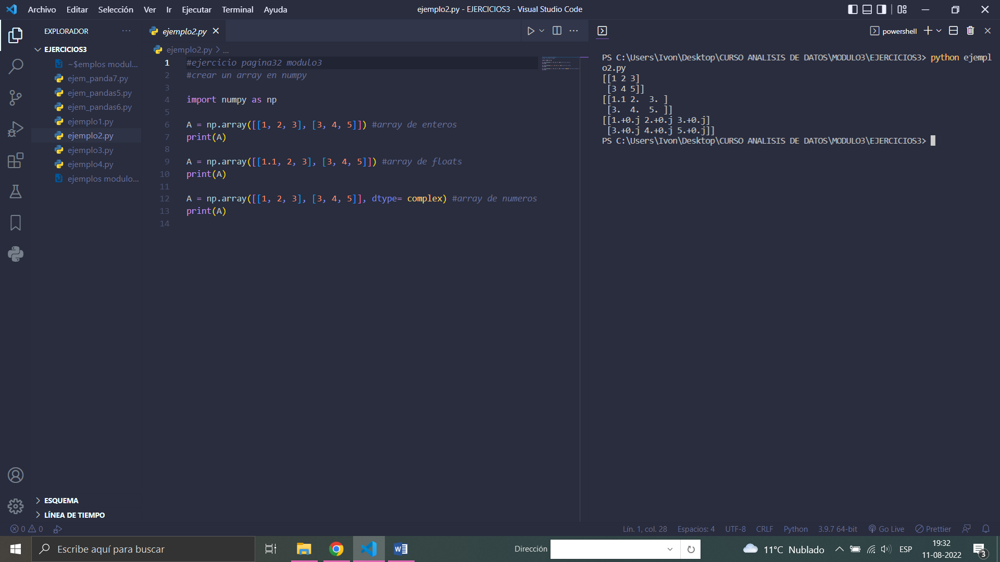 Archivo Editar Selección Ver Ir Ejecutar Terminal Ayuda
ejemplo2.py - EJERCICIOS3 - Visual Studio Code
EXPLORADOR
EJERCICIOS3
~$emplos modul...
ejem_panda7.py
ejem_pandas5.py
ejem_pandas6.py
ejemplo1.py
ejemplo2.py
ejemplo3.py
ejemplo4.py
ejemplos modulo...
ESQUEMA
LÍNEA DE TIEMPO
ejemplo2.py
ejemplo2.py > ...
1 #ejercicio pagina32 modulo3
2 #crear un array en numpy
3
4 import numpy as np
5
6 A = np.array([[1, 2, 3], [3, 4, 5]]) #array de enteros
7 print(A)
8
9 A = np.array([[1.1, 2, 3], [3, 4, 5]]) #array de floats
10 print(A)
11
12 A = np.array([[1, 2, 3], [3, 4, 5]], dtype= complex) #array de numeros
13 print(A)
14
powershell
PS C:\Users\Ivon\Desktop\CURSO ANALISIS DE DATOS\MODULO3\EJERCICIOS3> python ejempl
o2.py
[[1 2 3]
 [3 4 5]]
[[1.1 2.  3. ]
 [3.  4.  5. ]]
[[1.+0.j 2.+0.j 3.+0.j]
 [3.+0.j 4.+0.j 5.+0.j]]
PS C:\Users\Ivon\Desktop\CURSO ANALISIS DE DATOS\MODULO3\EJERCICIOS3>
0 0
Lín. 1, col. 28 Espacios: 4 UTF-8 CRLF Python 3.9.7 64-bit Go Live Prettier
Escribe aquí para buscar
Dirección
11°C Nublado
ESP
19:32
11-08-2022
3